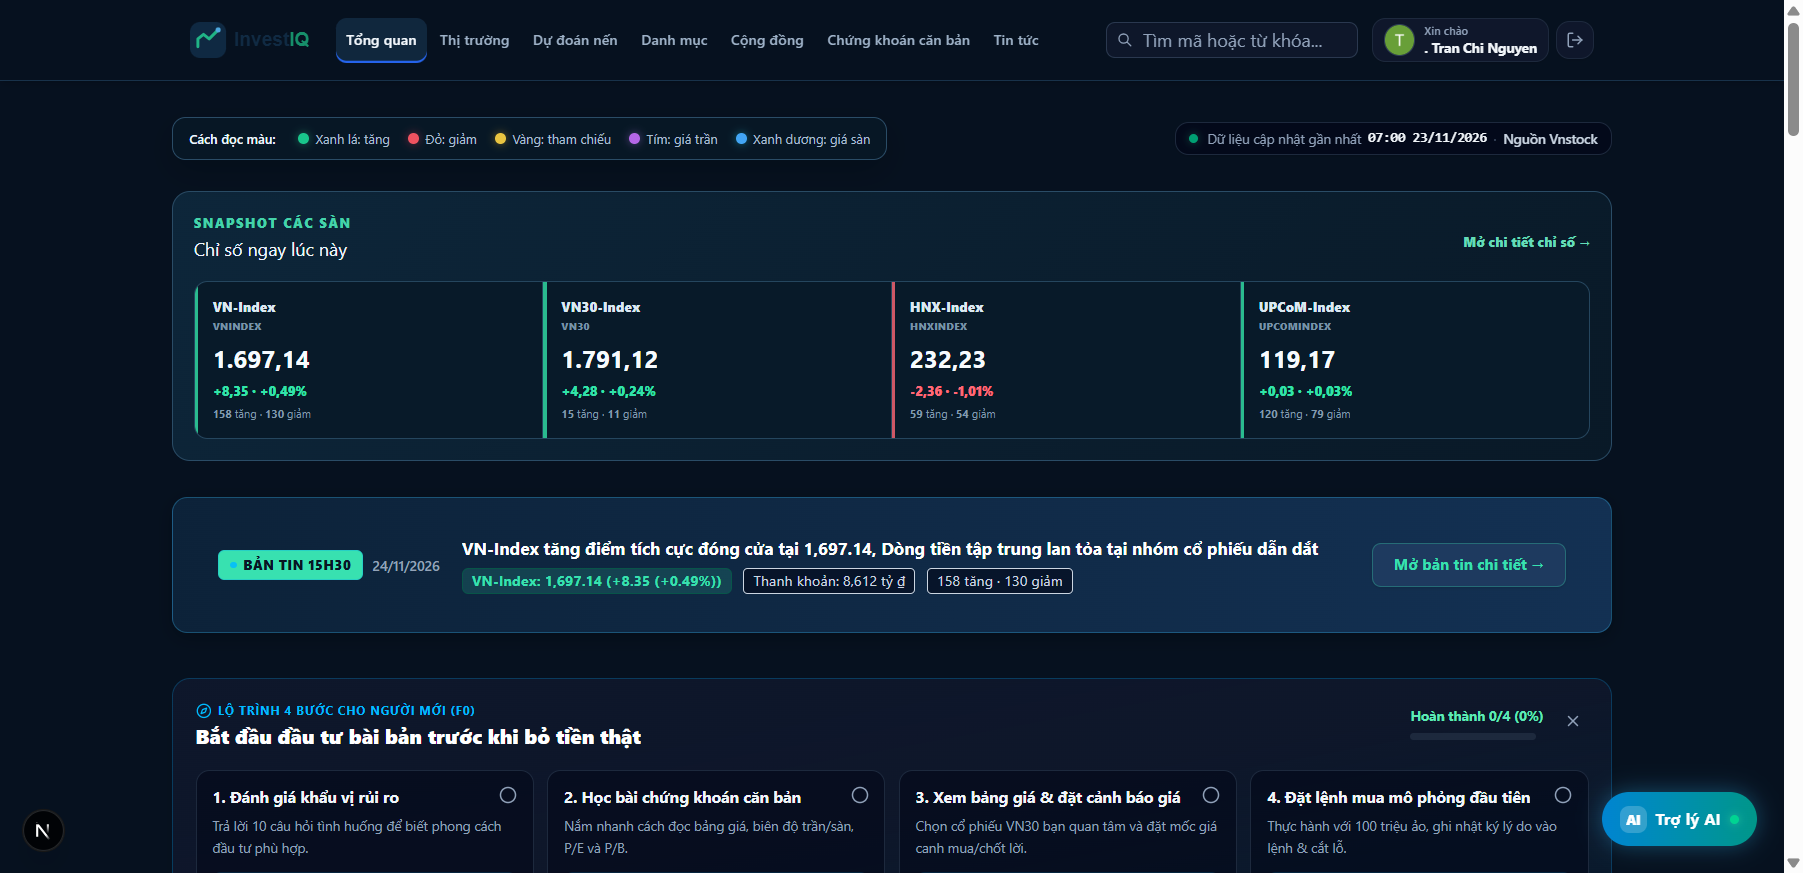 InvestIQ
Tổng quan
Thị trường
Dự đoán nến
Danh mục
Cộng đồng
Chứng khoán căn bản
Tin tức
Tìm mã hoặc từ khóa...
T
Xin chào
. Tran Chi Nguyen
Cách đọc màu:
Xanh lá: tăng
Đỏ: giảm
Vàng: tham chiếu
Tím: giá trần
Xanh dương: giá sàn
Dữ liệu cập nhật gần nhất 07:00 23/11/2026 · Nguồn Vnstock
SNAPSHOT CÁC SÀN
Chỉ số ngay lúc này
Mở chi tiết chỉ số →
VN-Index
VNINDEX
1.697,14
+8,35 • +0,49%
158 tăng · 130 giảm
VN30-Index
VN30
1.791,12
+4,28 • +0,24%
15 tăng · 11 giảm
HNX-Index
HNXINDEX
232,23
-2,36 • -1,01%
59 tăng · 54 giảm
UPCoM-Index
UPCOMINDEX
119,17
+0,03 • +0,03%
120 tăng · 79 giảm
BẢN TIN 15H30
24/11/2026
VN-Index tăng điểm tích cực đóng cửa tại 1,697.14, Dòng tiền tập trung lan tỏa tại nhóm cổ phiếu dẫn dắt
VN-Index: 1,697.14 (+8.35 (+0.49%))
Thanh khoản: 8,612 tỷ ₫
158 tăng · 130 giảm
Mở bản tin chi tiết →
LỘ TRÌNH 4 BƯỚC CHO NGƯỜI MỚI (F0)
Bắt đầu đầu tư bài bản trước khi bỏ tiền thật
Hoàn thành 0/4 (0%)
1. Đánh giá khẩu vị rủi ro
Trả lời 10 câu hỏi tình huống để biết phong cách
đầu tư phù hợp.
2. Học bài chứng khoán căn bản
Nắm nhanh cách đọc bảng giá, biên độ trần/sàn,
P/E và P/B.
3. Xem bảng giá & đặt cảnh báo giá
Chọn cổ phiếu VN30 bạn quan tâm và đặt mốc giá
canh mua/chốt lời.
4. Đặt lệnh mua mô phỏng đầu tiên
Thực hành với 100 triệu ảo, ghi nhật ký lý do vào
lệnh & cắt lỗ.
N
AI
Trợ lý AI